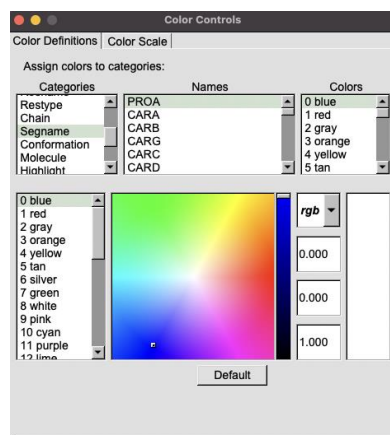 Color Controls
Color Definitions Color Scale
Assign colors to categories:
Categories Names Colors
Restype PROA 0 blue
Chain CARA 1 red
Segname CARB 2 gray
Conformation CARG 3 orange
Molecule CARC 4 yellow
Highlight CARD 5 tan
0 blue
1 red
2 gray
3 orange
4 yellow
5 tan
6 silver
7 green
8 white
9 pink
10 cyan
11 purple
12 lime
rgb
0.000
0.000
1.000
Default